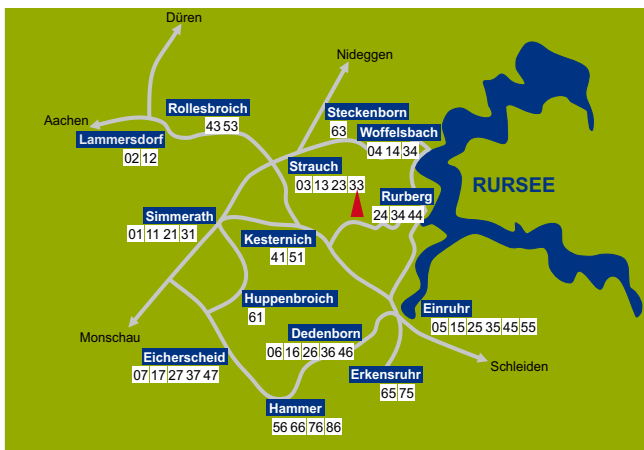 Düren
Nideggen
Aachen
Rollesbroich
43 53
Steckenborn
63
Woffelsbach
04 14 34
Lammersdorf
02 12
Strauch
03 13 23 33
RURSEE
Rurberg
24 34 44
Simmerath
01 11 21 31
Kesternich
41 51
Huppenbroich
61
Einruhr
05 15 25 35 45 55
Monschau
Dedenborn
06 16 26 36 46
Eicherscheid
07 17 27 37 47
Schleiden
Erkensruhr
65 75
Hammer
56 66 76 86